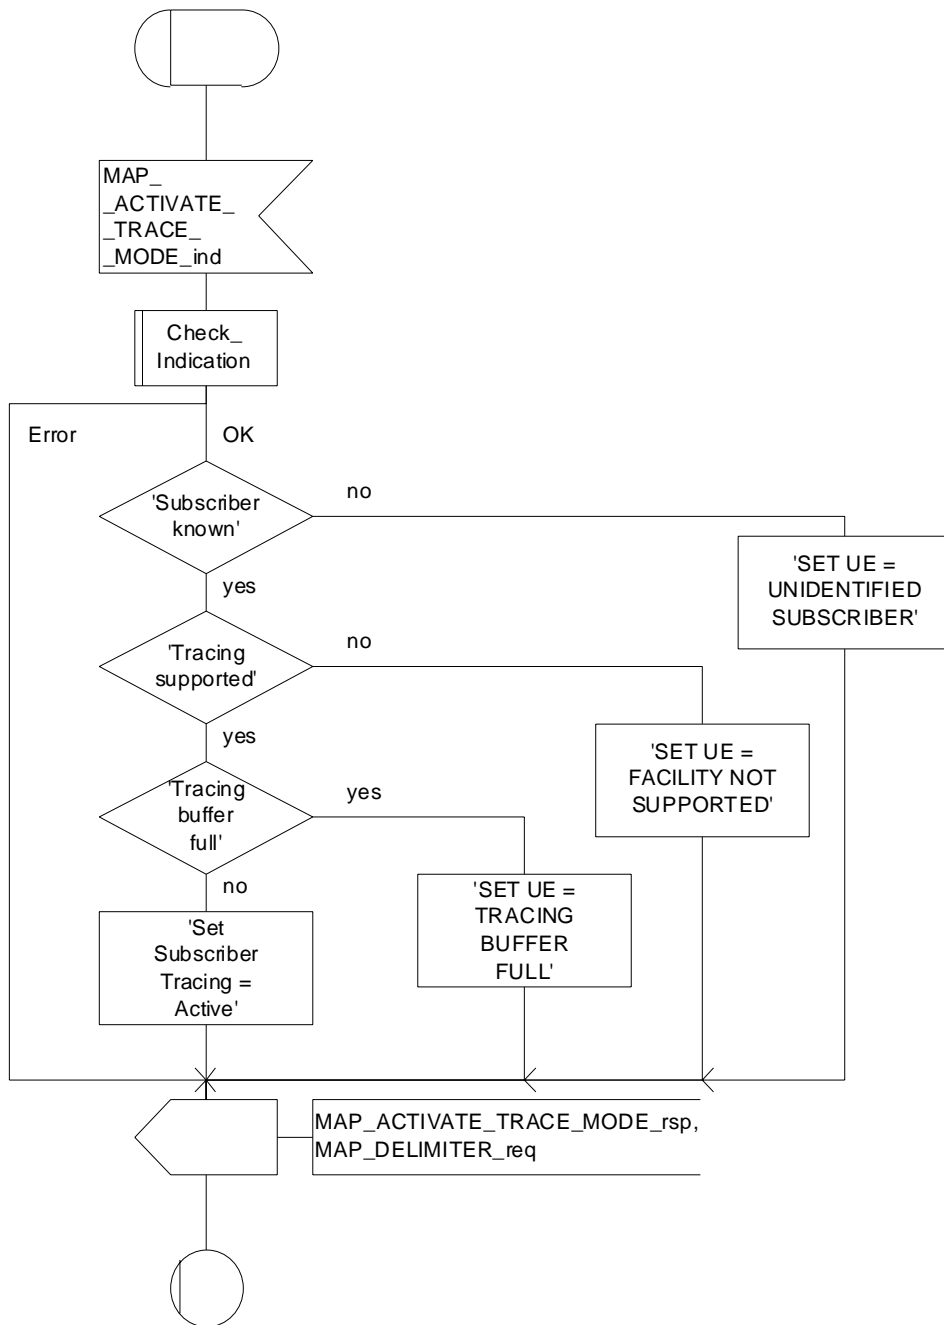 MAP_
_ACTIVATE_
_TRACE_
_MODE_ind
Check_
Indication
Error
OK
'Subscriber
known'
no
'SET UE =
UNIDENTIFIED
SUBSCRIBER'
yes
'Tracing
supported'
no
'SET UE =
FACILITY NOT
SUPPORTED'
yes
'Tracing
buffer
full'
yes
'SET UE =
TRACING
BUFFER
FULL'
no
'Set
Subscriber
Tracing =
Active'
MAP_ACTIVATE_TRACE_MODE_rsp,
MAP_DELIMITER_req